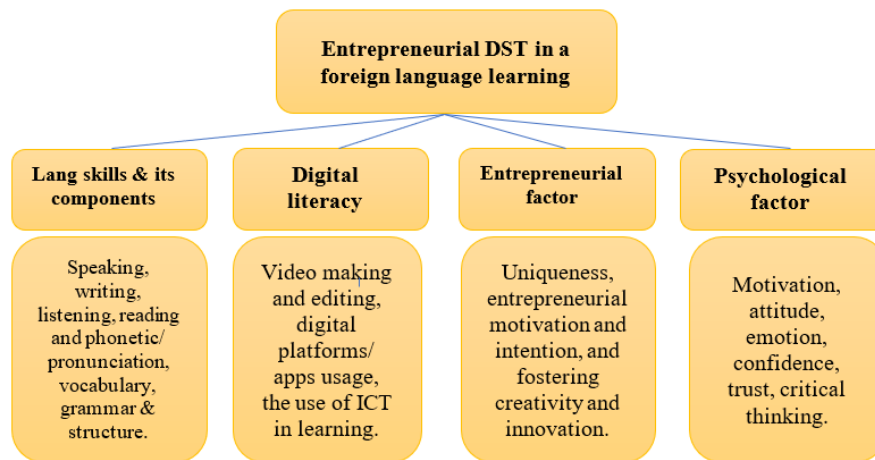 Entrepreneurial DST in a
foreign language learning
Lang skills & its
components
Digital
literacy
Entrepreneurial
factor
Psychological
factor
Speaking,
writing,
listening, reading
and phonetic/
pronunciation,
vocabulary,
grammar &
structure.
Video making
and editing,
digital
platforms/
apps usage,
the use of ICT
in learning.
Uniqueness,
entrepreneurial
motivation and
intention, and
fostering
creativity and
innovation.
Motivation,
attitude,
emotion,
confidence,
trust, critical
thinking.